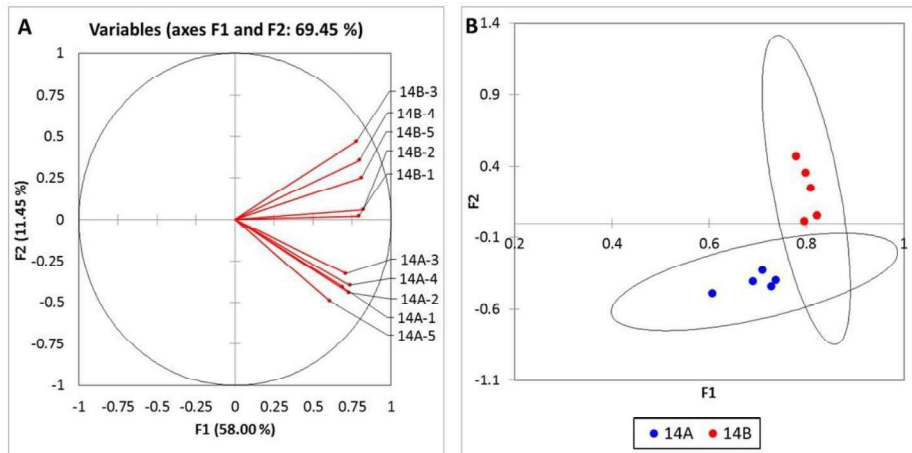 A
Variables (axes F1 and F2: 69.45 %)
1
0.75
0.5
0.25
0
-0.25
-0.5
-0.75
-1
F2 (11.45 %)
14B-3
14B-4
14B-5
14B-2
14B-1
14A-3
14A-4
14A-2
14A-1
14A-5
-1 -0.75 -0.5 -0.25 0 0.25 0.5 0.75 1
F1 (58.00 %)
B
1.4
0.9
0.4
-0.1
-0.6
-1.1
F2
0.2 0.4 0.6 0.8 1
F1
14A 14B